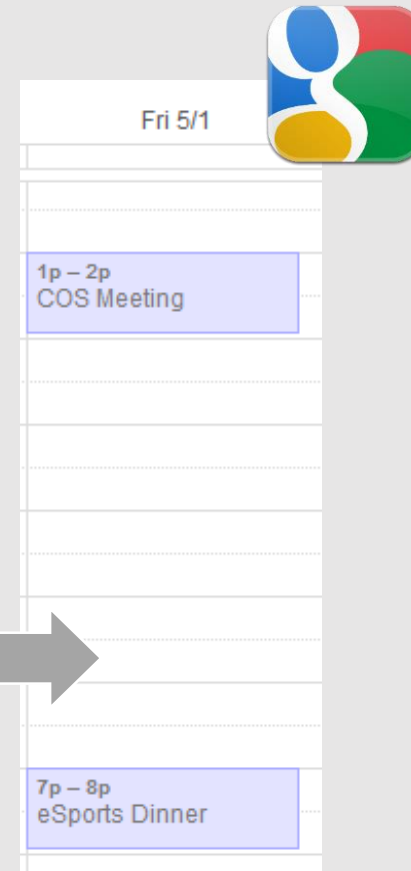 Fri 5/1
1p – 2p
COS Meeting
7p – 8p
eSports Dinner